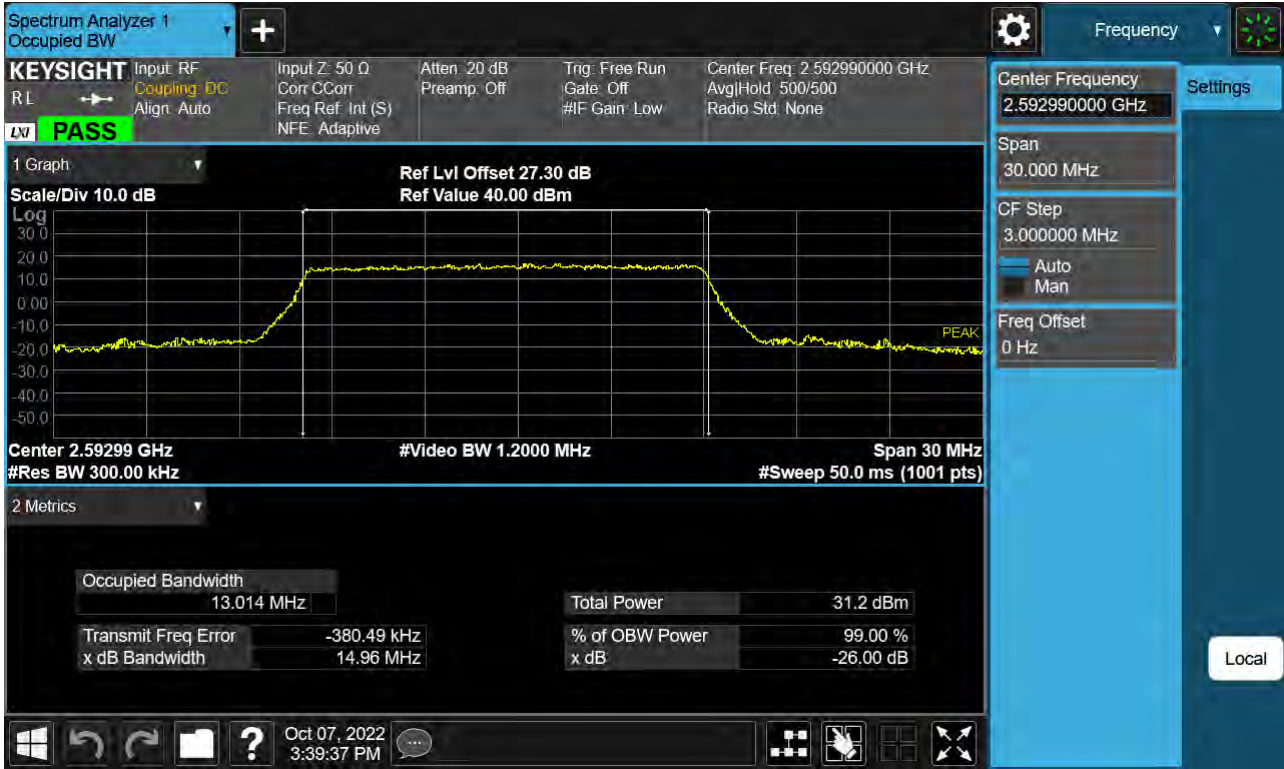 Spectrum Analyzer 1
Occupied BW
Frequency
KEYSIGHT
RL
LXI
PASS
Input: RF
Coupling: DC
Align: Auto
Input Z: 50 Ω
Corr CCorr
Freq Ref: Int (S)
NFE: Adaptive
Atten: 20 dB
Preamp: Off
Trig: Free Run
Gate: Off
#IF Gain: Low
Center Freq: 2.592990000 GHz
Avg|Hold: 500/500
Radio Std: None
1 Graph
Scale/Div 10.0 dB
Ref Lvl Offset 27.30 dB
Ref Value 40.00 dBm
Log
30.0
20.0
10.0
0.00
-10.0
-20.0
-30.0
-40.0
-50.0
PEAK
Center 2.59299 GHz
#Video BW 1.2000 MHz
Span 30 MHz
#Res BW 300.00 kHz
#Sweep 50.0 ms (1001 pts)
2 Metrics
Occupied Bandwidth
13.014 MHz
Total Power 31.2 dBm
Transmit Freq Error -380.49 kHz
% of OBW Power 99.00 %
x dB Bandwidth 14.96 MHz
x dB -26.00 dB
Center Frequency
2.592990000 GHz
Settings
Span
30.000 MHz
CF Step
3.000000 MHz
Auto
Man
Freq Offset
0 Hz
Local
?
Oct 07, 2022
3:39:37 PM